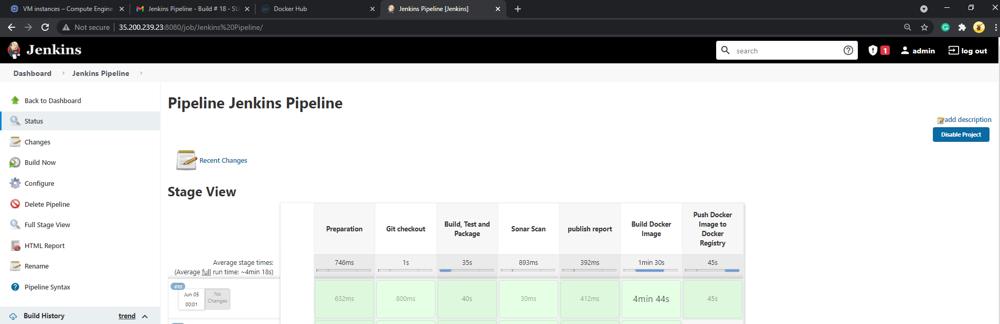 VM instances – Compute Engine
Jenkins Pipeline - Build # 18 - SU
Docker Hub
Jenkins Pipeline [Jenkins]
Not secure
35.200.239.23:8080/job/Jenkins%20Pipeline/
Jenkins
search
1
admin
log out
Dashboard
Jenkins Pipeline
Back to Dashboard
Status
Changes
Build Now
Configure
Delete Pipeline
Full Stage View
HTML Report
Rename
Pipeline Syntax
Build History
trend
Pipeline Jenkins Pipeline
add description
Disable Project
Recent Changes
Stage View
Preparation
Git checkout
Build, Test and
Package
Sonar Scan
publish report
Build Docker
Image
Push Docker
Image to
Docker
Registry
Average stage times:
(Average full run time: ~4min 18s)
746ms
1s
35s
893ms
392ms
1min 30s
45s
#18
Jun 05
00:01
No
Changes
632ms
800ms
40s
30ms
412ms
4min 44s
45s